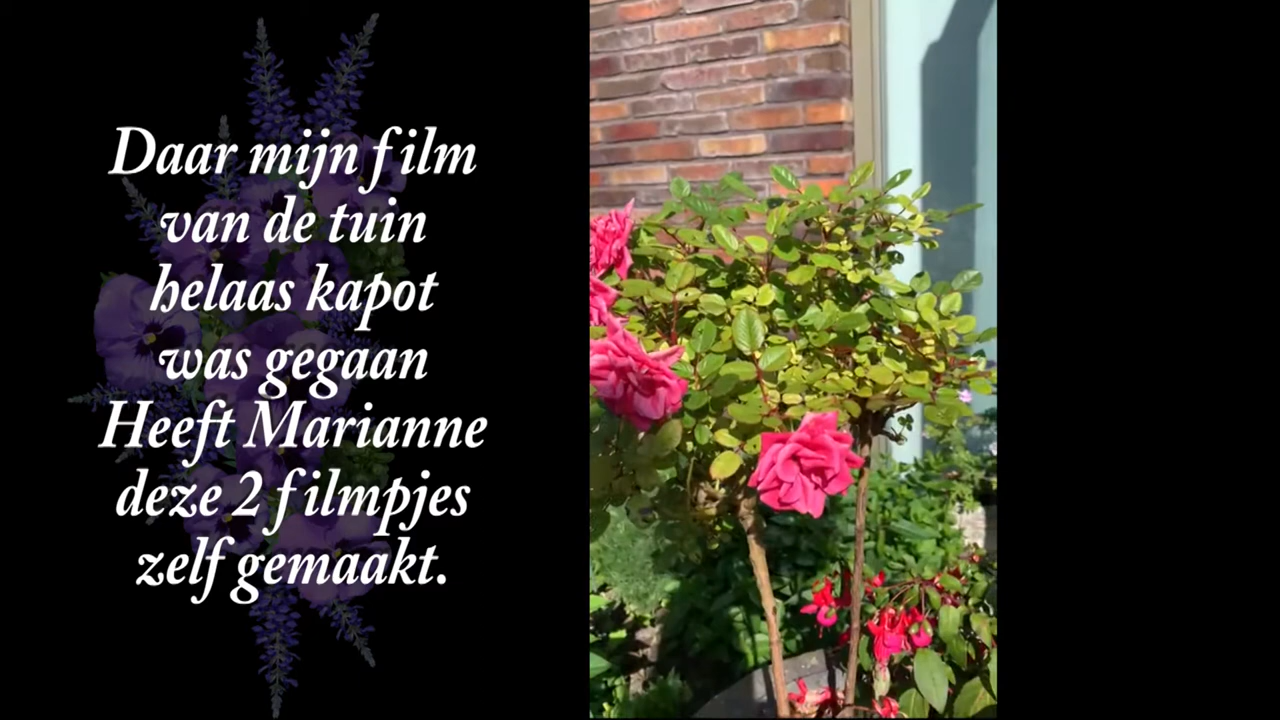 Daar mijn film
van de tuin
helaas kapot
was gegaan
Heeft Marianne
deze 2 filmpjes
zelf gemaakt.